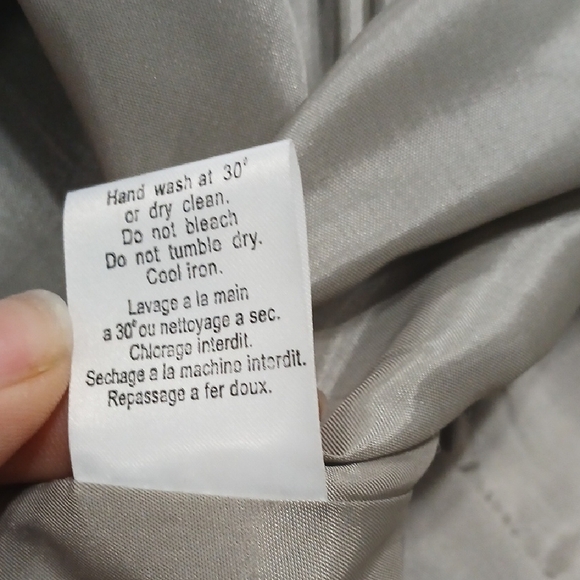 Hand wash at 30°
or dry clean.
Do not bleach
Do not tumble dry.
Cool iron.
Lavage a la main
a 30° ou nettoyage a sec.
Chlorage interdit.
Sechage a la machine interdit.
Repassage a fer doux.